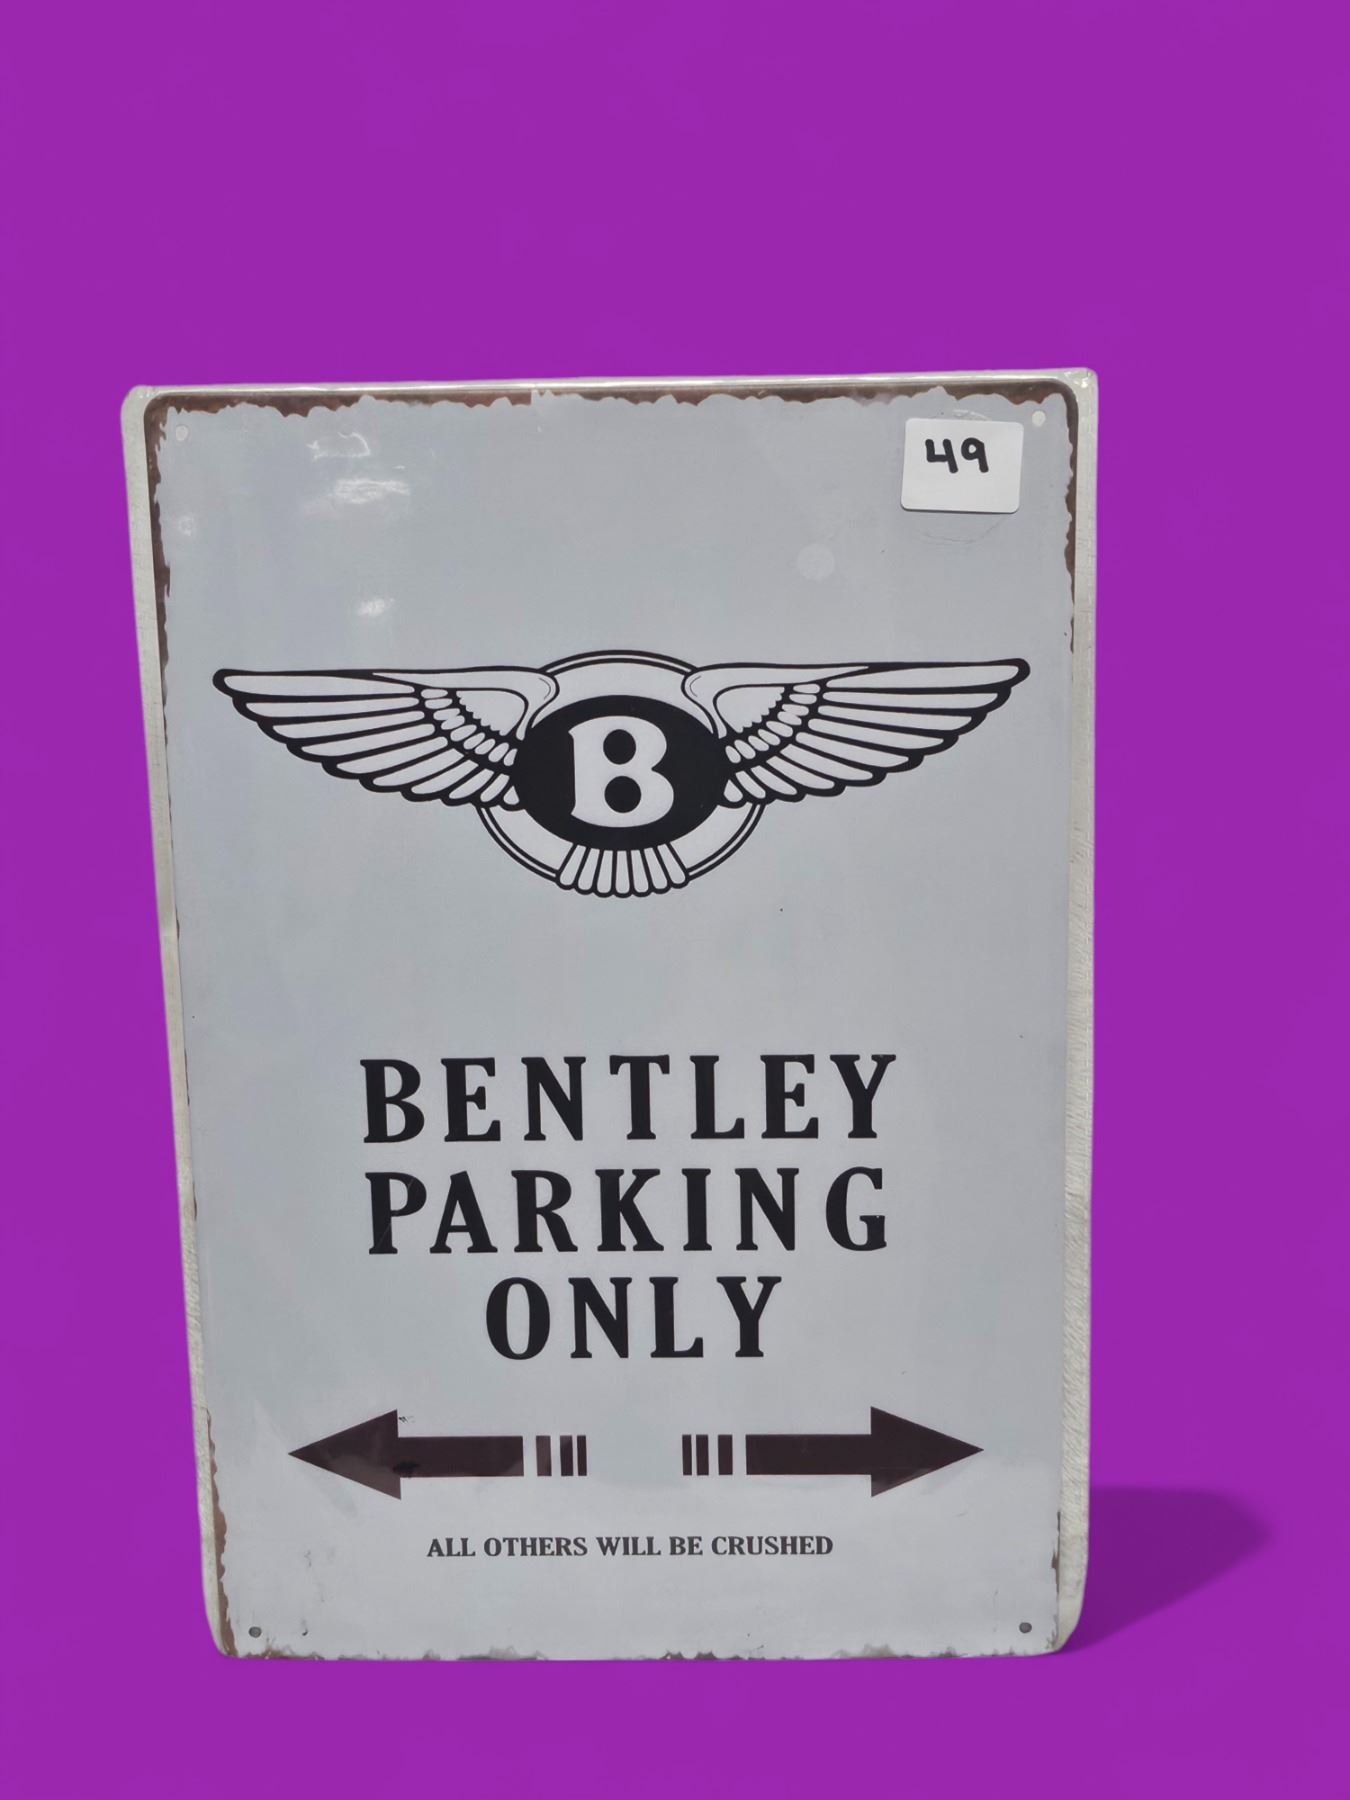 49
B
BENTLEY
PARKING
ONLY
ALL OTHERS WILL BE CRUSHED